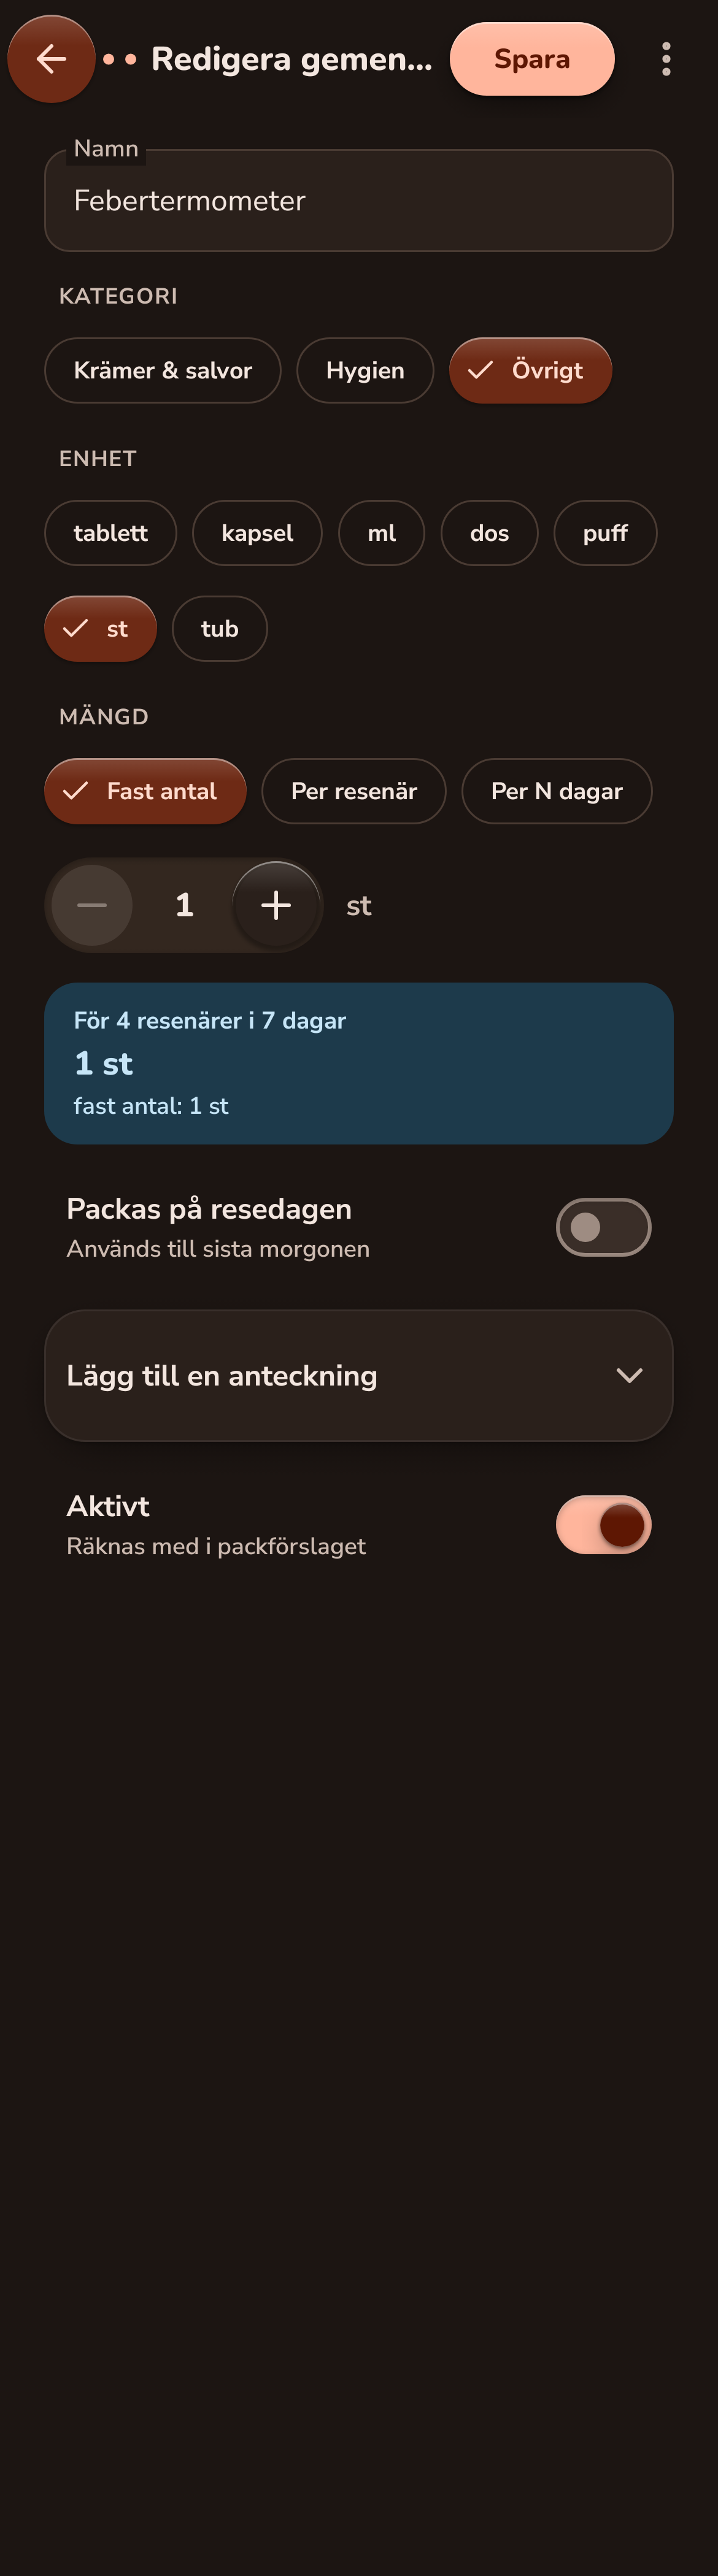 Redigera gemen...
Spara
Namn
Febertermometer
KATEGORI
Krämer & salvor
Hygien
Övrigt
ENHET
tablett
kapsel
ml
dos
puff
st
tub
MÄNGD
Fast antal
Per resenär
Per N dagar
1
st
För 4 resenärer i 7 dagar
1 st
fast antal: 1 st
Packas på resedagen
Används till sista morgonen
Lägg till en anteckning
Aktivt
Räknas med i packförslaget